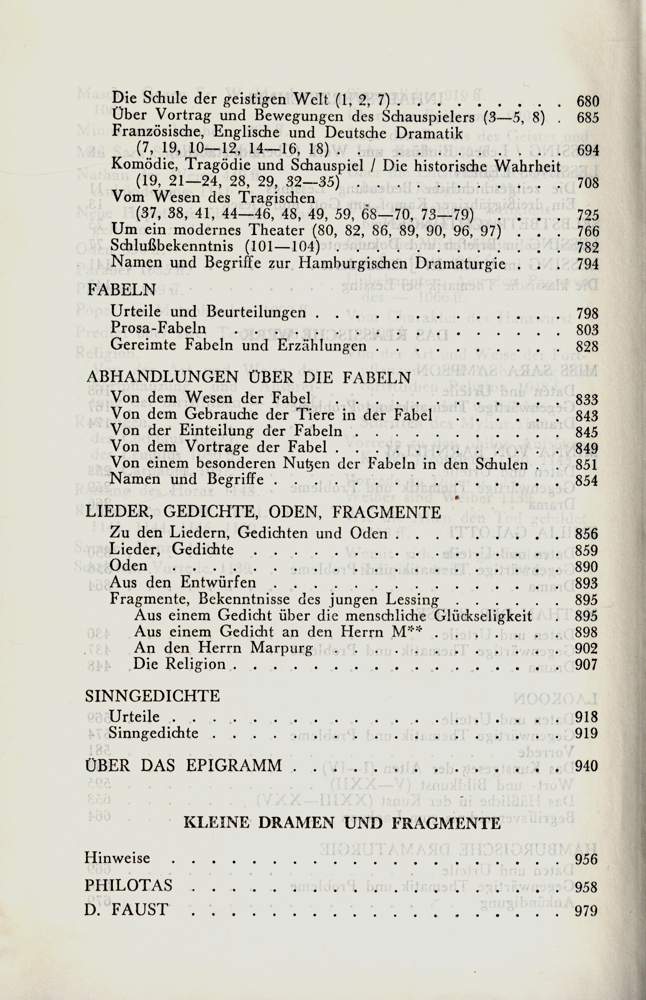 Die Schule der geistigen Welt (1, 2, 7) . . . . . . . . . 680
Über Vortrag und Bewegungen des Schauspielers (3—5, 8) . 685
Französische, Englische und Deutsche Dramatik
(7, 19, 10—12, 14—16, 18) . . . . . . . . . . . . 694
Komödie, Tragödie und Schauspiel / Die historische Wahrheit
(19, 21—24, 28, 29, 32—35) . . . . . . . . . . . 708
Vom Wesen des Tragischen
(37, 38, 41, 44—46, 48, 49, 59, 68—70, 73—79) . . . . 725
Um ein modernes Theater (80, 82, 86, 89, 90, 96, 97) . . . 766
Schlußbekenntnis (101—104) . . . . . . . . . . . . 782
Namen und Begriffe zur Hamburgischen Dramaturgie . . . 794
FABELN
Urteile und Beurteilungen . . . . . . . . . . . . . 798
Prosa-Fabeln . . . . . . . . . . . . . . . . . 803
Gereimte Fabeln und Erzählungen . . . . . . . . . . 828
ABHANDLUNGEN ÜBER DIE FABELN
Von dem Wesen der Fabel . . . . . . . . . . . . 833
Von dem Gebrauche der Tiere in der Fabel . . . . . . 843
Von der Einteilung der Fabeln . . . . . . . . . . . 845
Von dem Vortrage der Fabel . . . . . . . . . . . . 849
Von einem besonderen Nutzen der Fabeln in den Schulen . . 851
Namen und Begriffe . . . . . . . . . . . . . . . 854
LIEDER, GEDICHTE, ODEN, FRAGMENTE
Zu den Liedern, Gedichten und Oden . . . . . . . . . 856
Lieder, Gedichte . . . . . . . . . . . . . . . . 859
Oden . . . . . . . . . . . . . . . . . . . . 890
Aus den Entwürfen . . . . . . . . . . . . . . . 893
Fragmente, Bekenntnisse des jungen Lessing . . . . . . 895
Aus einem Gedicht über die menschliche Glückseligkeit . 895
Aus einem Gedicht an den Herrn M** . . . . . . . 898
An den Herrn Marpurg . . . . . . . . . . . . 902
Die Religion . . . . . . . . . . . . . . . . . 907
SINNGEDICHTE
Urteile . . . . . . . . . . . . . . . . . . . . 918
Sinngedichte . . . . . . . . . . . . . . . . . . 919
ÜBER DAS EPIGRAMM . . . . . . . . . . . . . . 940
KLEINE DRAMEN UND FRAGMENTE
Hinweise . . . . . . . . . . . . . . . . . . . . 956
PHILOTAS . . . . . . . . . . . . . . . . . . . 958
D. FAUST . . . . . . . . . . . . . . . . . . . 979